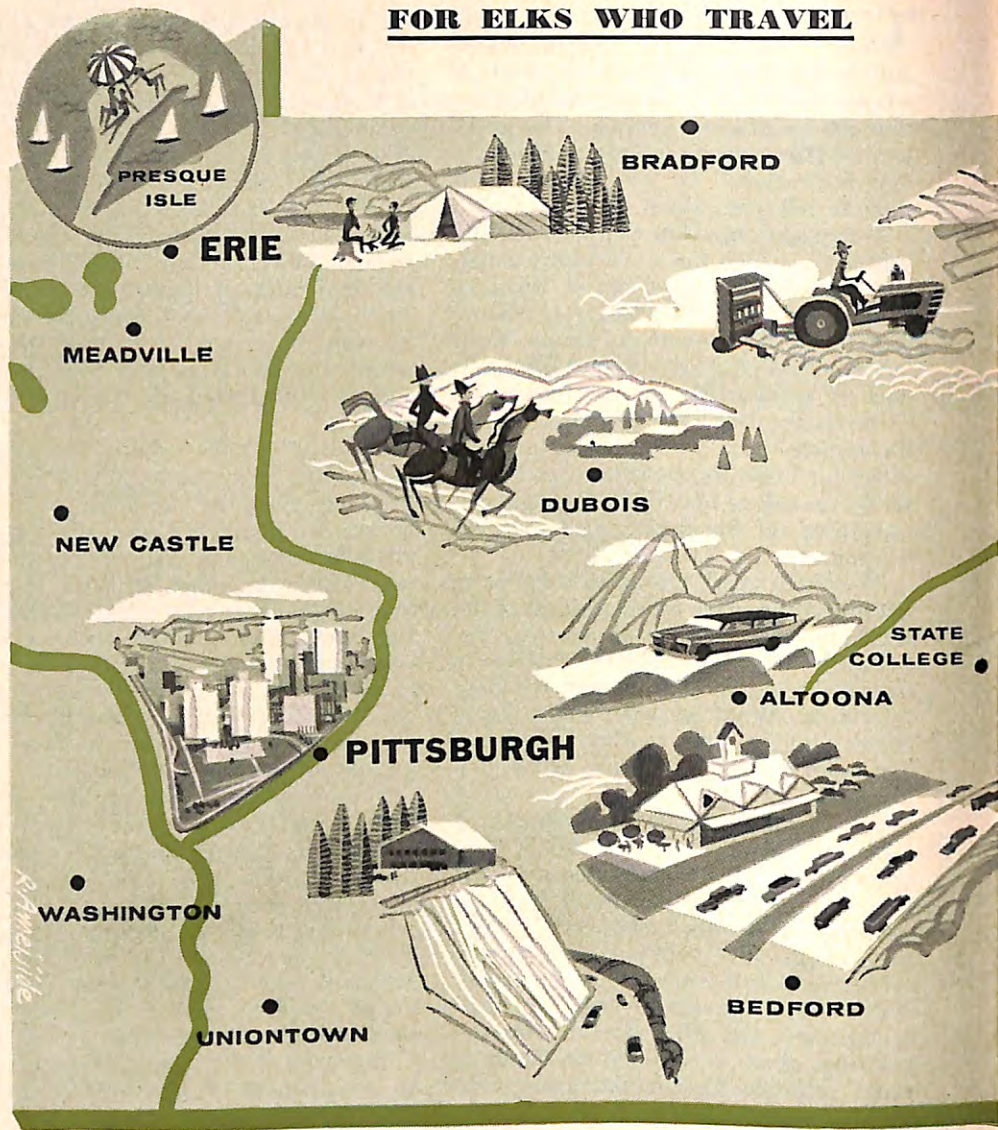 FOR ELKS WHO TRAVEL
PRESQUE
ISLE
BRADFORD
ERIE
MEADVILLE
DUBOIS
NEW CASTLE
STATE
COLLEGE
ALTOONA
PITTSBURGH
WASHINGTON
BEDFORD
UNIONTOWN